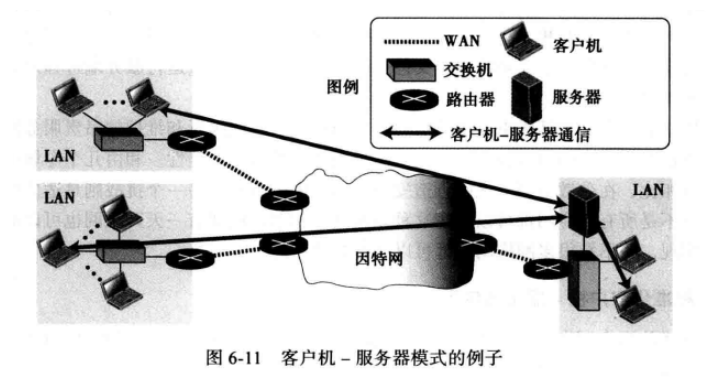 图例
WAN
客户机
交换机
服务器
路由器
客户机-服务器通信
LAN
LAN
LAN
因特网
图 6-11 客户机－服务器模式的例子